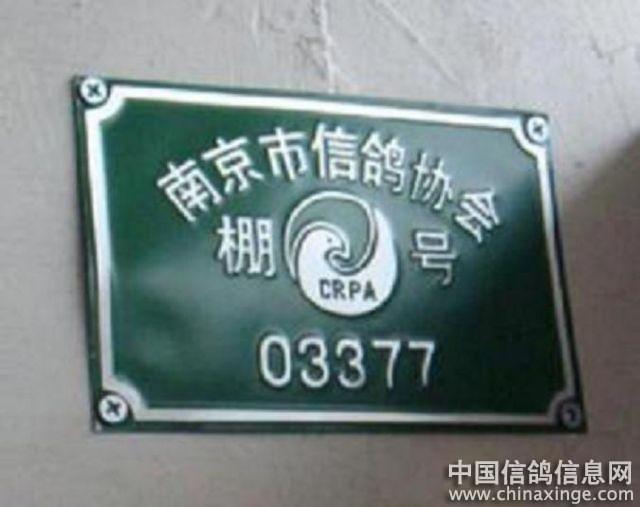 南京市信鸽协会
棚 号
CRPA
03377
中国信鸽信息网
www.chinaxinge.com